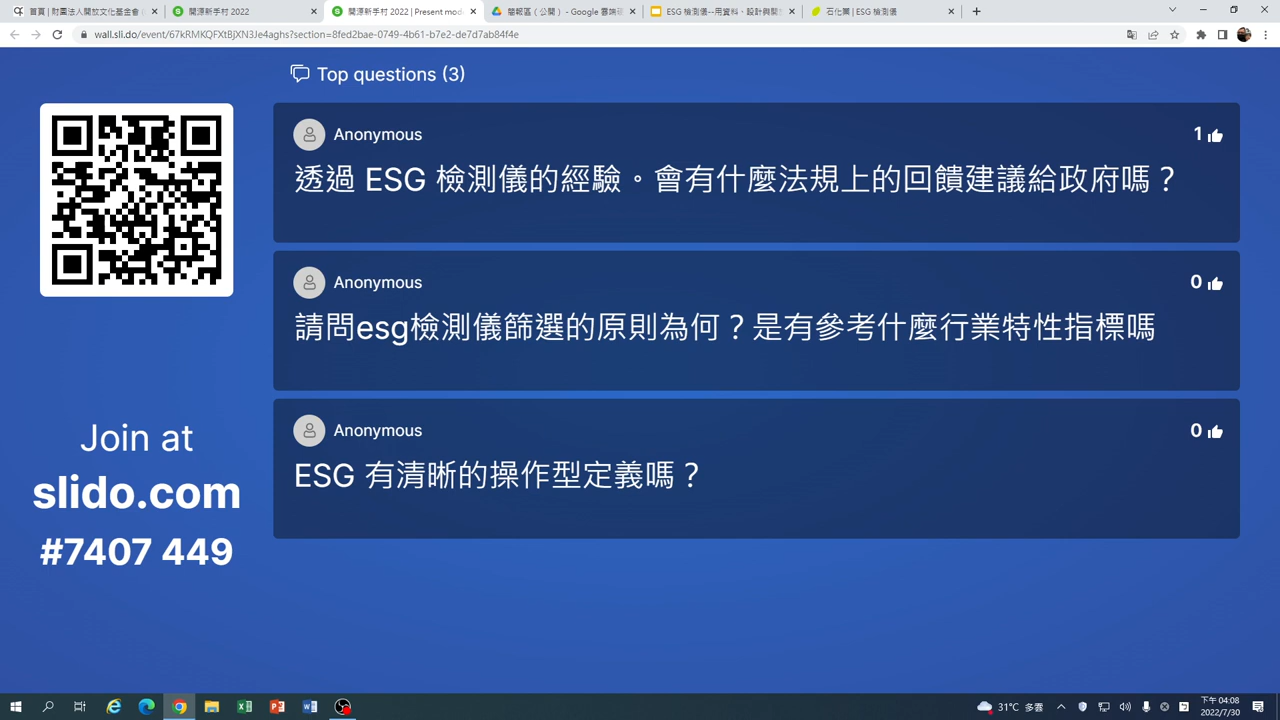 首頁 | 財團法人開放文化基金會 (
開源新手村 2022
開源新手村 2022 | Present mod
簡報區（公開） - Google 雲端硬
ESG 檢測儀--用資料、設計與開
石化業 | ESG 檢測儀
wall.sli.do/event/67kRMKQFXtBjXN3Je4aghs?section=8fed2bae-0749-4b61-b7e2-de7d7ab84f4e
Top questions (3)
Anonymous
1
透過 ESG 檢測儀的經驗。會有什麼法規上的回饋建議給政府嗎？
Anonymous
0
請問esg檢測儀篩選的原則為何？是有參考什麼行業特性指標嗎
Anonymous
0
ESG 有清晰的操作型定義嗎？
Join at
slido.com
#7407 449
31°C 多雲
下午 04:08
2022/7/30